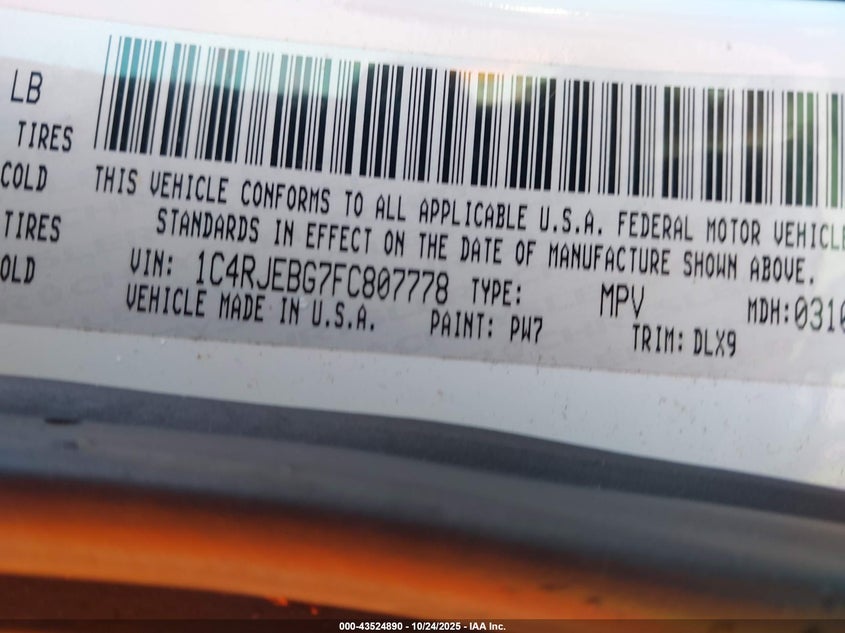 LB
TIRES
COLD
TIRES
OLD
THIS VEHICLE CONFORMS TO ALL APPLICABLE U.S.A. FEDERAL MOTOR VEHICLE
STANDARDS IN EFFECT ON THE DATE OF MANUFACTURE SHOWN ABOVE.
VIN: 1C4RJEBG7FC807778 TYPE: MPV MDH:0310
VEHICLE MADE IN U.S.A. PAINT: PW7 TRIM: DLX9
000-43524890 - 10/24/2025 - IAA Inc.